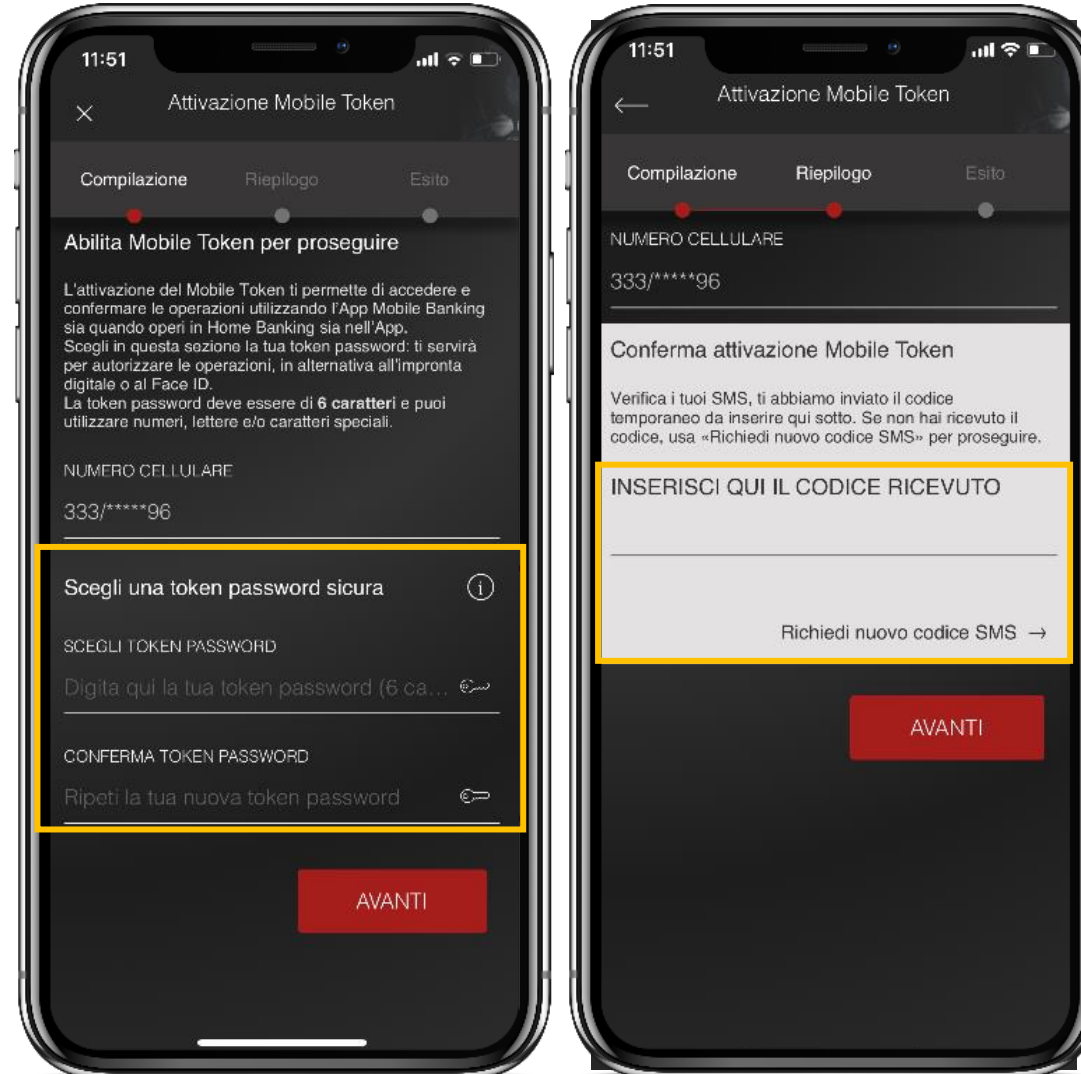 11:51
Attivazione Mobile Token
Compilazione Riepilogo Esito
Abilita Mobile Token per proseguire
L'attivazione del Mobile Token ti permette di accedere e
confermare le operazioni utilizzando l'App Mobile Banking
sia quando operi in Home Banking sia nell'App.
Scegli in questa sezione la tua token password: ti servirà
per autorizzare le operazioni, in alternativa all'impronta
digitale o al Face ID.
La token password deve essere di 6 caratteri e puoi
utilizzare numeri, lettere e/o caratteri speciali.
NUMERO CELLULARE
333/*****96
Scegli una token password sicura
SCEGLI TOKEN PASSWORD
Digita qui la tua token password (6 ca...
CONFERMA TOKEN PASSWORD
Ripeti la tua nuova token password
AVANTI
11:51
Attivazione Mobile Token
Compilazione Riepilogo Esito
NUMERO CELLULARE
333/*****96
Conferma attivazione Mobile Token
Verifica i tuoi SMS, ti abbiamo inviato il codice
temporaneo da inserire qui sotto. Se non hai ricevuto il
codice, usa «Richiedi nuovo codice SMS» per proseguire.
INSERISCI QUI IL CODICE RICEVUTO
Richiedi nuovo codice SMS →
AVANTI